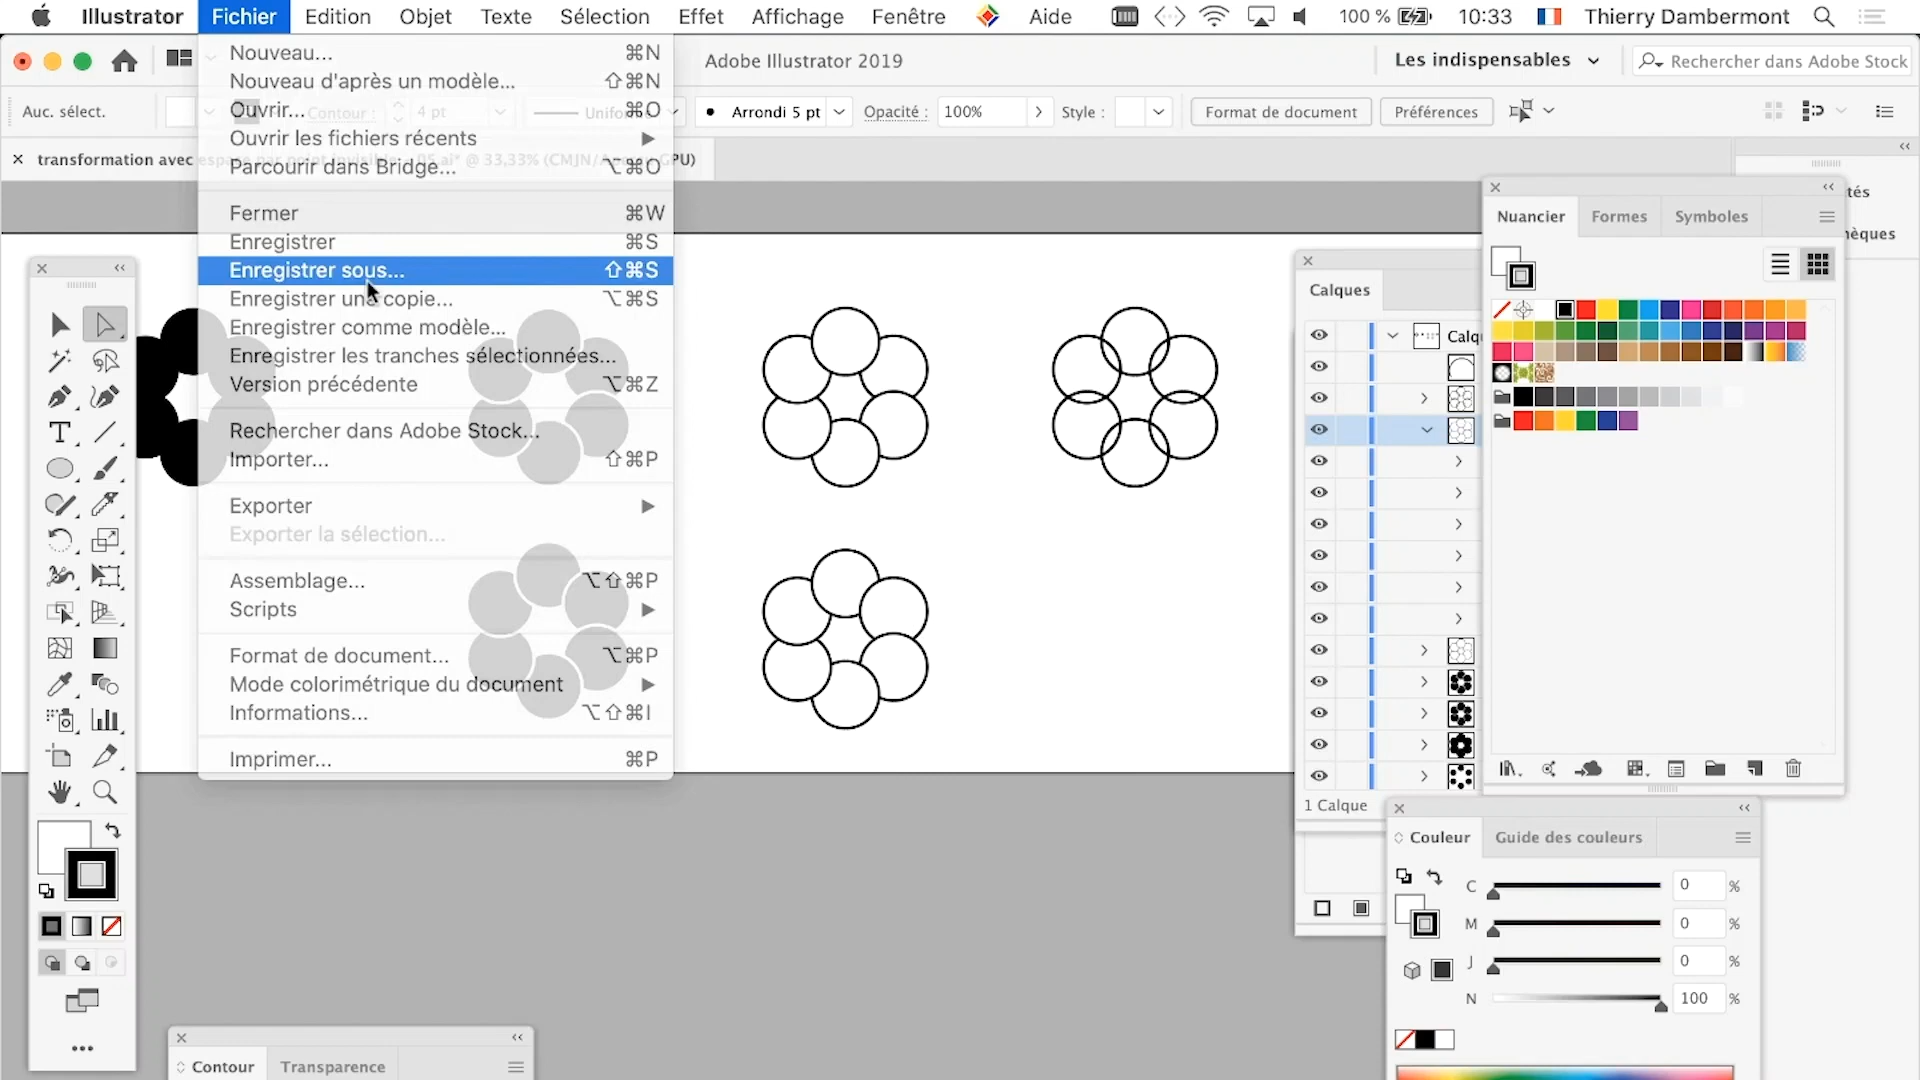 Illustrator Fichier Edition Objet Texte Sélection Effet Affichage Fenêtre Aide 100 % 10:33 Thierry Dambermont
Adobe Illustrator 2019
Les indispensables
Rechercher dans Adobe Stock
Auc. sélect.
Contour :
4 pt
Arrondi 5 pt
Opacité :
100%
Style :
Format de document
Préférences
transformation avec
@ 33,33% (CMJN/
GPU)
Nouveau... ⌘N
Nouveau d'après un modèle... ⇧⌘N
Ouvrir... ⌘O
Ouvrir les fichiers récents
Parcourir dans Bridge... ⌥⌘O
Fermer ⌘W
Enregistrer ⌘S
Enregistrer sous... ⇧⌘S
Enregistrer une copie... ⌥⌘S
Enregistrer comme modèle...
Enregistrer les tranches sélectionnées...
Version précédente ⌥⌘Z
Rechercher dans Adobe Stock...
Importer... ⇧⌘P
Exporter
Exporter la sélection...
Assemblage... ⌥⇧⌘P
Scripts
Format de document... ⌥⌘P
Mode colorimétrique du document
Informations... ⌥⇧⌘I
Imprimer... ⌘P
Contour
Transparence
Calques
Calq
1 Calque
tés
hèques
Nuancier
Formes
Symboles
Couleur
Guide des couleurs
C 0 %
M 0 %
J 0 %
N 100 %